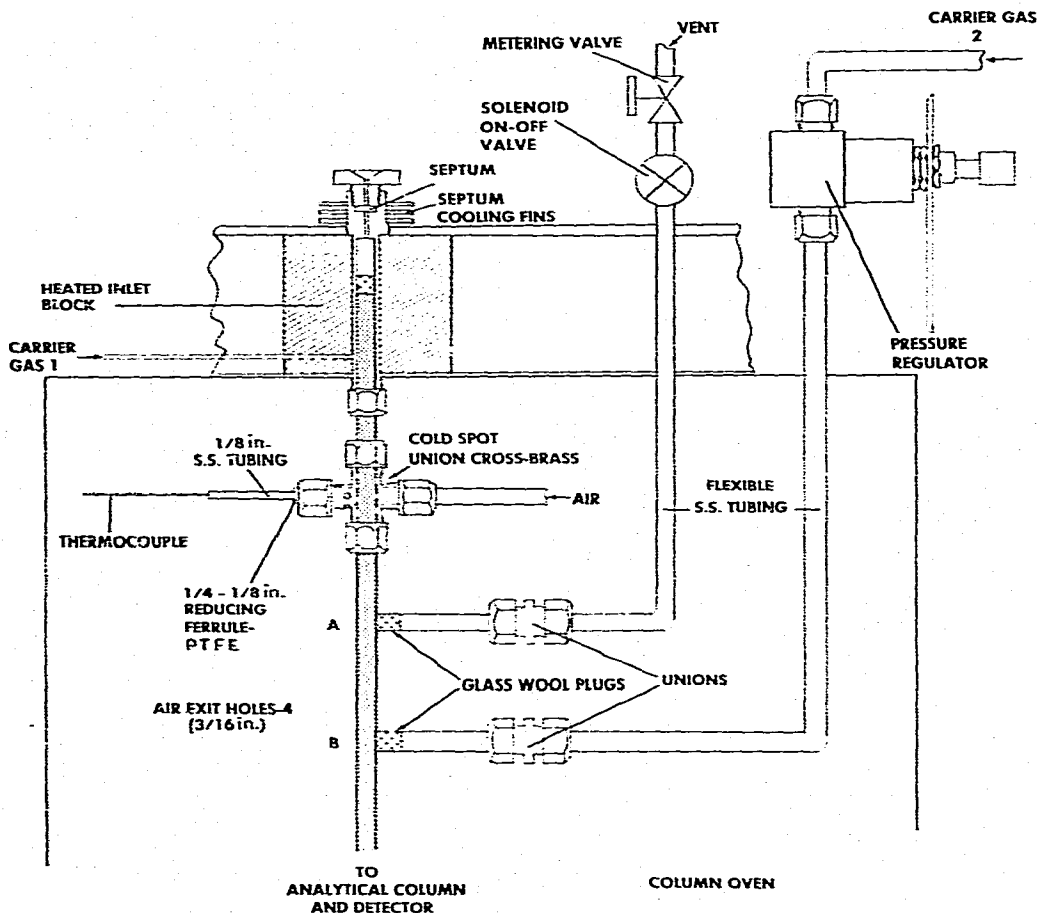 CARRIER GAS
2
VENT
METERING VALVE
SOLENOID
ON-OFF
VALVE
SEPTUM
SEPTUM
COOLING FINS
HEATED INLET
BLOCK
CARRIER
GAS 1
PRESSURE
REGULATOR
1/8 in.
S.S. TUBING
COLD SPOT
UNION CROSS-BRASS
AIR
FLEXIBLE
S.S. TUBING
THERMOCOUPLE
1/4 - 1/8 in.
REDUCING
FERRULE-
PTFE
A
GLASS WOOL PLUGS
UNIONS
AIR EXIT HOLES-4
(3/16 in.)
B
TO
ANALYTICAL COLUMN
AND DETECTOR
COLUMN OVEN